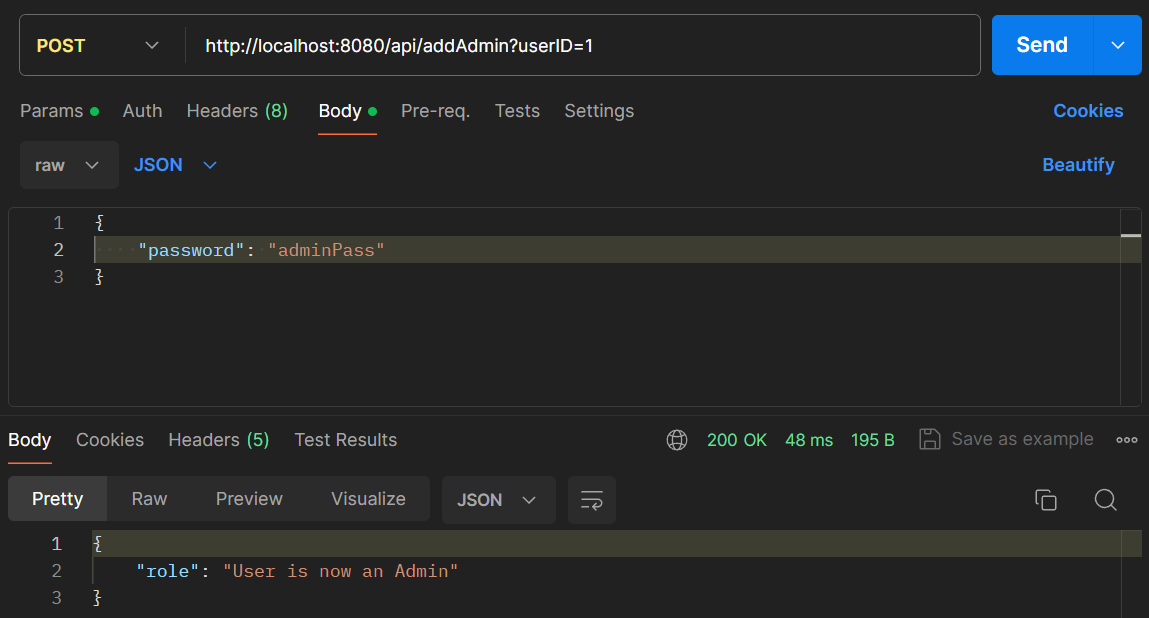 POST http://localhost:8080/api/addAdmin?userID=1 Send
Params Auth Headers (8) Body Pre-req. Tests Settings Cookies
raw JSON Beautify
1 {
2 "password": "adminPass"
3 }
Body Cookies Headers (5) Test Results 200 OK 48 ms 195 B Save as example
Pretty Raw Preview Visualize JSON
1 {
2 "role": "User is now an Admin"
3 }